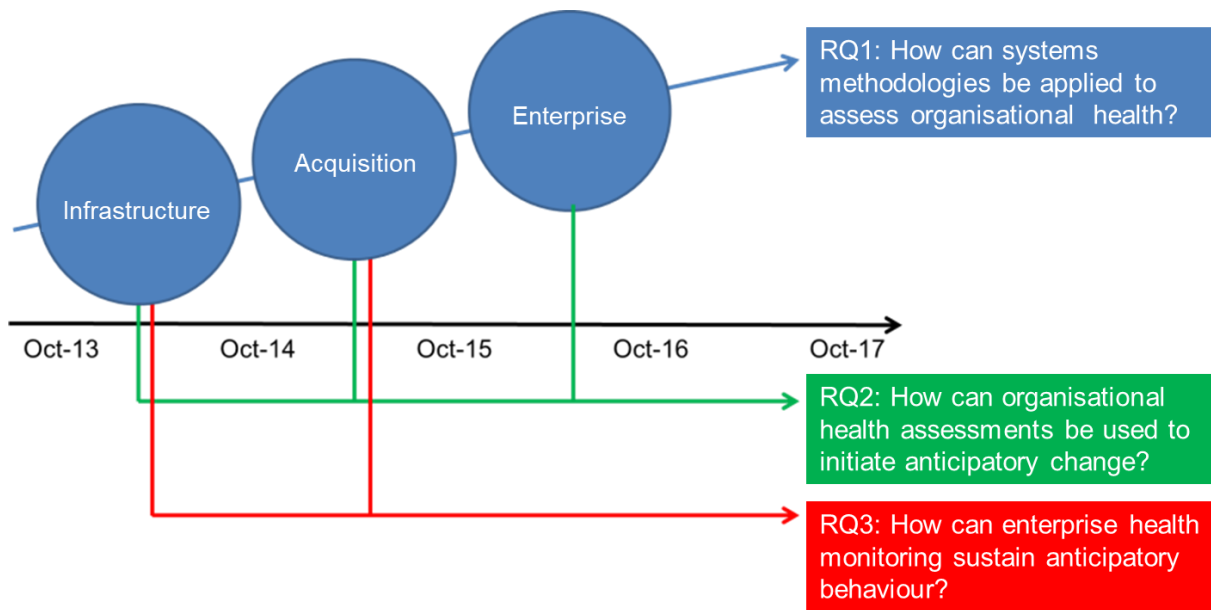 RQ1: How can systems
methodologies be applied to
assess organisational health?
Enterprise
Acquisition
Infrastructure
Oct-13
Oct-14
Oct-15
Oct-16
Oct-17
RQ2: How can organisational
health assessments be used to
initiate anticipatory change?
RQ3: How can enterprise health
monitoring sustain anticipatory
behaviour?